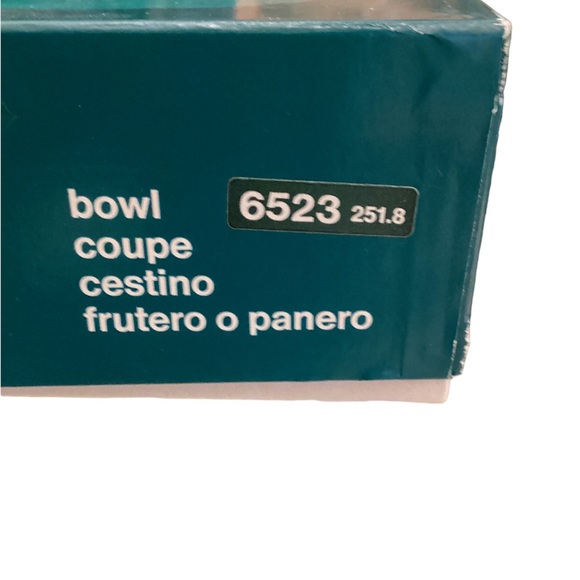 bowl
6523 251.8
coupe
cestino
frutero o panero